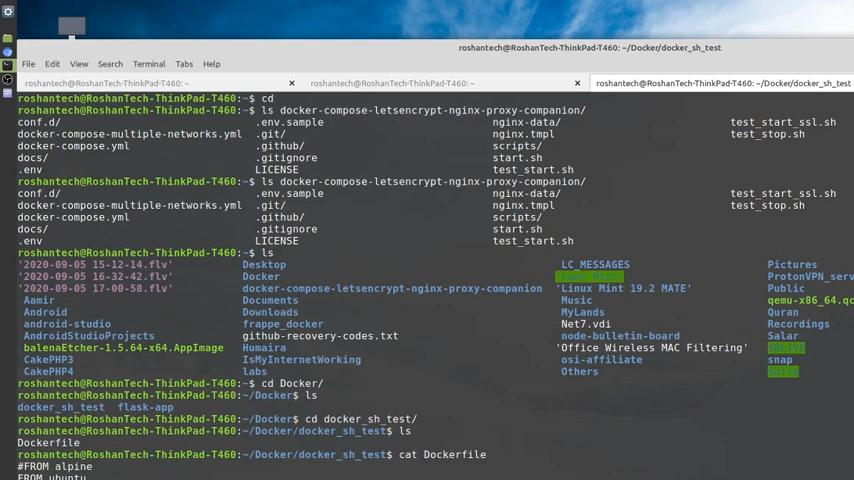 roshantech@RoshanTech-ThinkPad-T460: ~/Docker/docker_sh_test
File Edit View Search Terminal Tabs Help
roshantech@RoshanTech-ThinkPad-T460: ~ roshantech@RoshanTech-ThinkPad-T460: ~ roshantech@RoshanTech-ThinkPad-T460: ~/Docker/docker_sh_test
roshantech@RoshanTech-ThinkPad-T460:~$ cd
roshantech@RoshanTech-ThinkPad-T460:~$ ls docker-compose-letsencrypt-nginx-proxy-companion/
conf.d/ .env.sample nginx-data/ test_start_ssl.sh
docker-compose-multiple-networks.yml .git/ nginx.tmpl test_stop.sh
docker-compose.yml .github/ scripts/
docs/ .gitignore start.sh
.env LICENSE test_start.sh
roshantech@RoshanTech-ThinkPad-T460:~$ ls docker-compose-letsencrypt-nginx-proxy-companion/
conf.d/ .env.sample nginx-data/ test_start_ssl.sh
docker-compose-multiple-networks.yml .git/ nginx.tmpl test_stop.sh
docker-compose.yml .github/ scripts/
docs/ .gitignore start.sh
.env LICENSE test_start.sh
roshantech@RoshanTech-ThinkPad-T460:~$ ls
'2020-09-05 15-12-14.flv' Desktop LC_MESSAGES Pictures
'2020-09-05 16-32-42.flv' Docker ProtonVPN_serv
'2020-09-05 17-00-58.flv' docker-compose-letsencrypt-nginx-proxy-companion 'Linux Mint 19.2 MATE' Public
Aamir Documents Music qemu-x86_64.qc
Android Downloads MyLands Quran
android-studio frappe_docker Net7.vdi Recordings
AndroidStudioProjects github-recovery-codes.txt node-bulletin-board Salar
balenaEtcher-1.5.64-x64.AppImage Humaira 'Office Wireless MAC Filtering'
CakePHP3 IsMyInternetWorking osi-affiliate snap
CakePHP4 labs Others
roshantech@RoshanTech-ThinkPad-T460:~$ cd Docker/
roshantech@RoshanTech-ThinkPad-T460:~/Docker$ ls
docker_sh_test flask-app
roshantech@RoshanTech-ThinkPad-T460:~/Docker$ cd docker_sh_test/
roshantech@RoshanTech-ThinkPad-T460:~/Docker/docker_sh_test$ ls
Dockerfile
roshantech@RoshanTech-ThinkPad-T460:~/Docker/docker_sh_test$ cat Dockerfile
#FROM alpine
FROM ubuntu